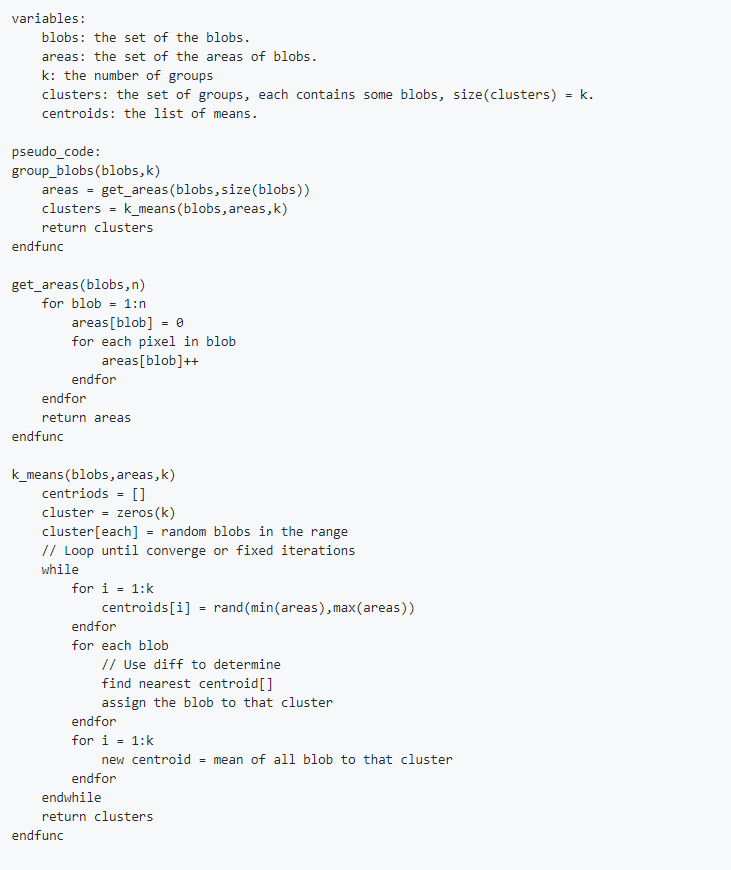 variables:
    blobs: the set of the blobs.
    areas: the set of the areas of blobs.
    k: the number of groups
    clusters: the set of groups, each contains some blobs, size(clusters) = k.
    centroids: the list of means.

pseudo_code:
group_blobs(blobs,k)
    areas = get_areas(blobs,size(blobs))
    clusters = k_means(blobs,areas,k)
    return clusters
endfunc

get_areas(blobs,n)
    for blob = 1:n
        areas[blob] = 0
        for each pixel in blob
            areas[blob]++
        endfor
    endfor
    return areas
endfunc

k_means(blobs,areas,k)
    centriods = []
    cluster = zeros(k)
    cluster[each] = random blobs in the range
    // Loop until converge or fixed iterations
    while
        for i = 1:k
            centroids[i] = rand(min(areas),max(areas))
        endfor
        for each blob
            // Use diff to determine
            find nearest centroid[]
            assign the blob to that cluster
        endfor
        for i = 1:k
            new centroid = mean of all blob to that cluster
        endfor
    endwhile
    return clusters
endfunc